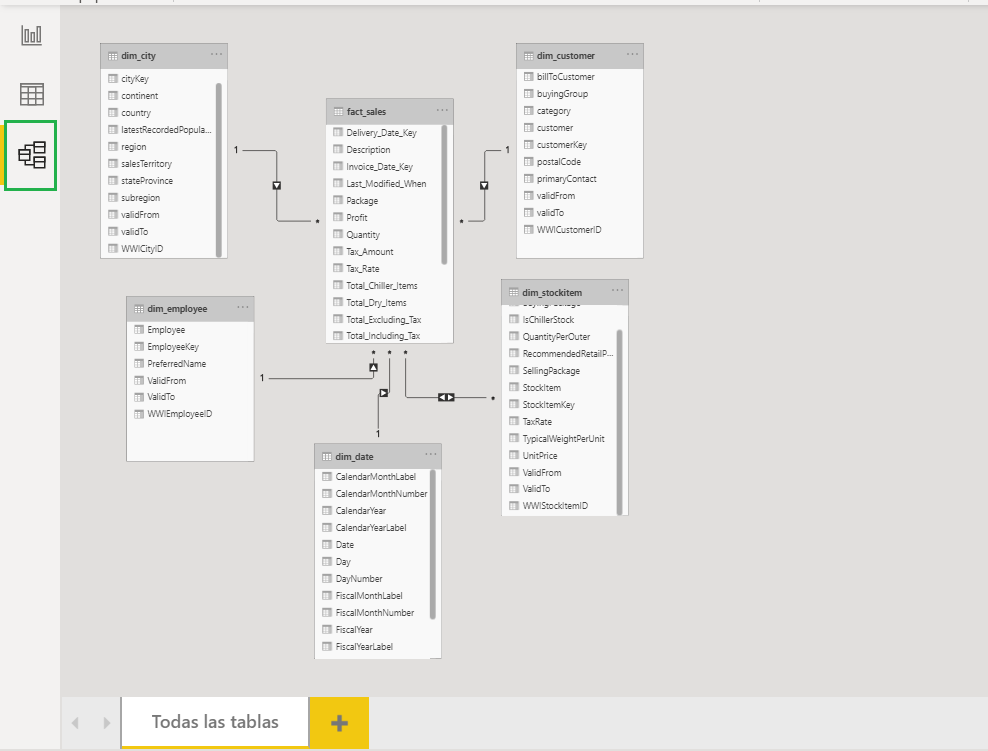 dim_city
cityKey
continent
country
latestRecordedPopula...
region
salesTerritory
stateProvince
subregion
validFrom
validTo
WWICityID
1
*
fact_sales
Delivery_Date_Key
Description
Invoice_Date_Key
Last_Modified_When
Package
Profit
Quantity
Tax_Amount
Tax_Rate
Total_Chiller_Items
Total_Dry_Items
Total_Excluding_Tax
Total_Including_Tax
* * *
dim_customer
billToCustomer
buyingGroup
category
customer
customerKey
postalCode
primaryContact
validFrom
validTo
WWICustomerID
1
*
dim_employee
Employee
EmployeeKey
PreferredName
ValidFrom
ValidTo
WWIEmployeeID
1
dim_stockitem
IsChillerStock
QuantityPerOuter
RecommendedRetailP...
SellingPackage
StockItem
StockItemKey
TaxRate
TypicalWeightPerUnit
UnitPrice
ValidFrom
ValidTo
WWIStockItemID
*
1
dim_date
CalendarMonthLabel
CalendarMonthNumber
CalendarYear
CalendarYearLabel
Date
Day
DayNumber
FiscalMonthLabel
FiscalMonthNumber
FiscalYear
FiscalYearLabel
Todas las tablas
+